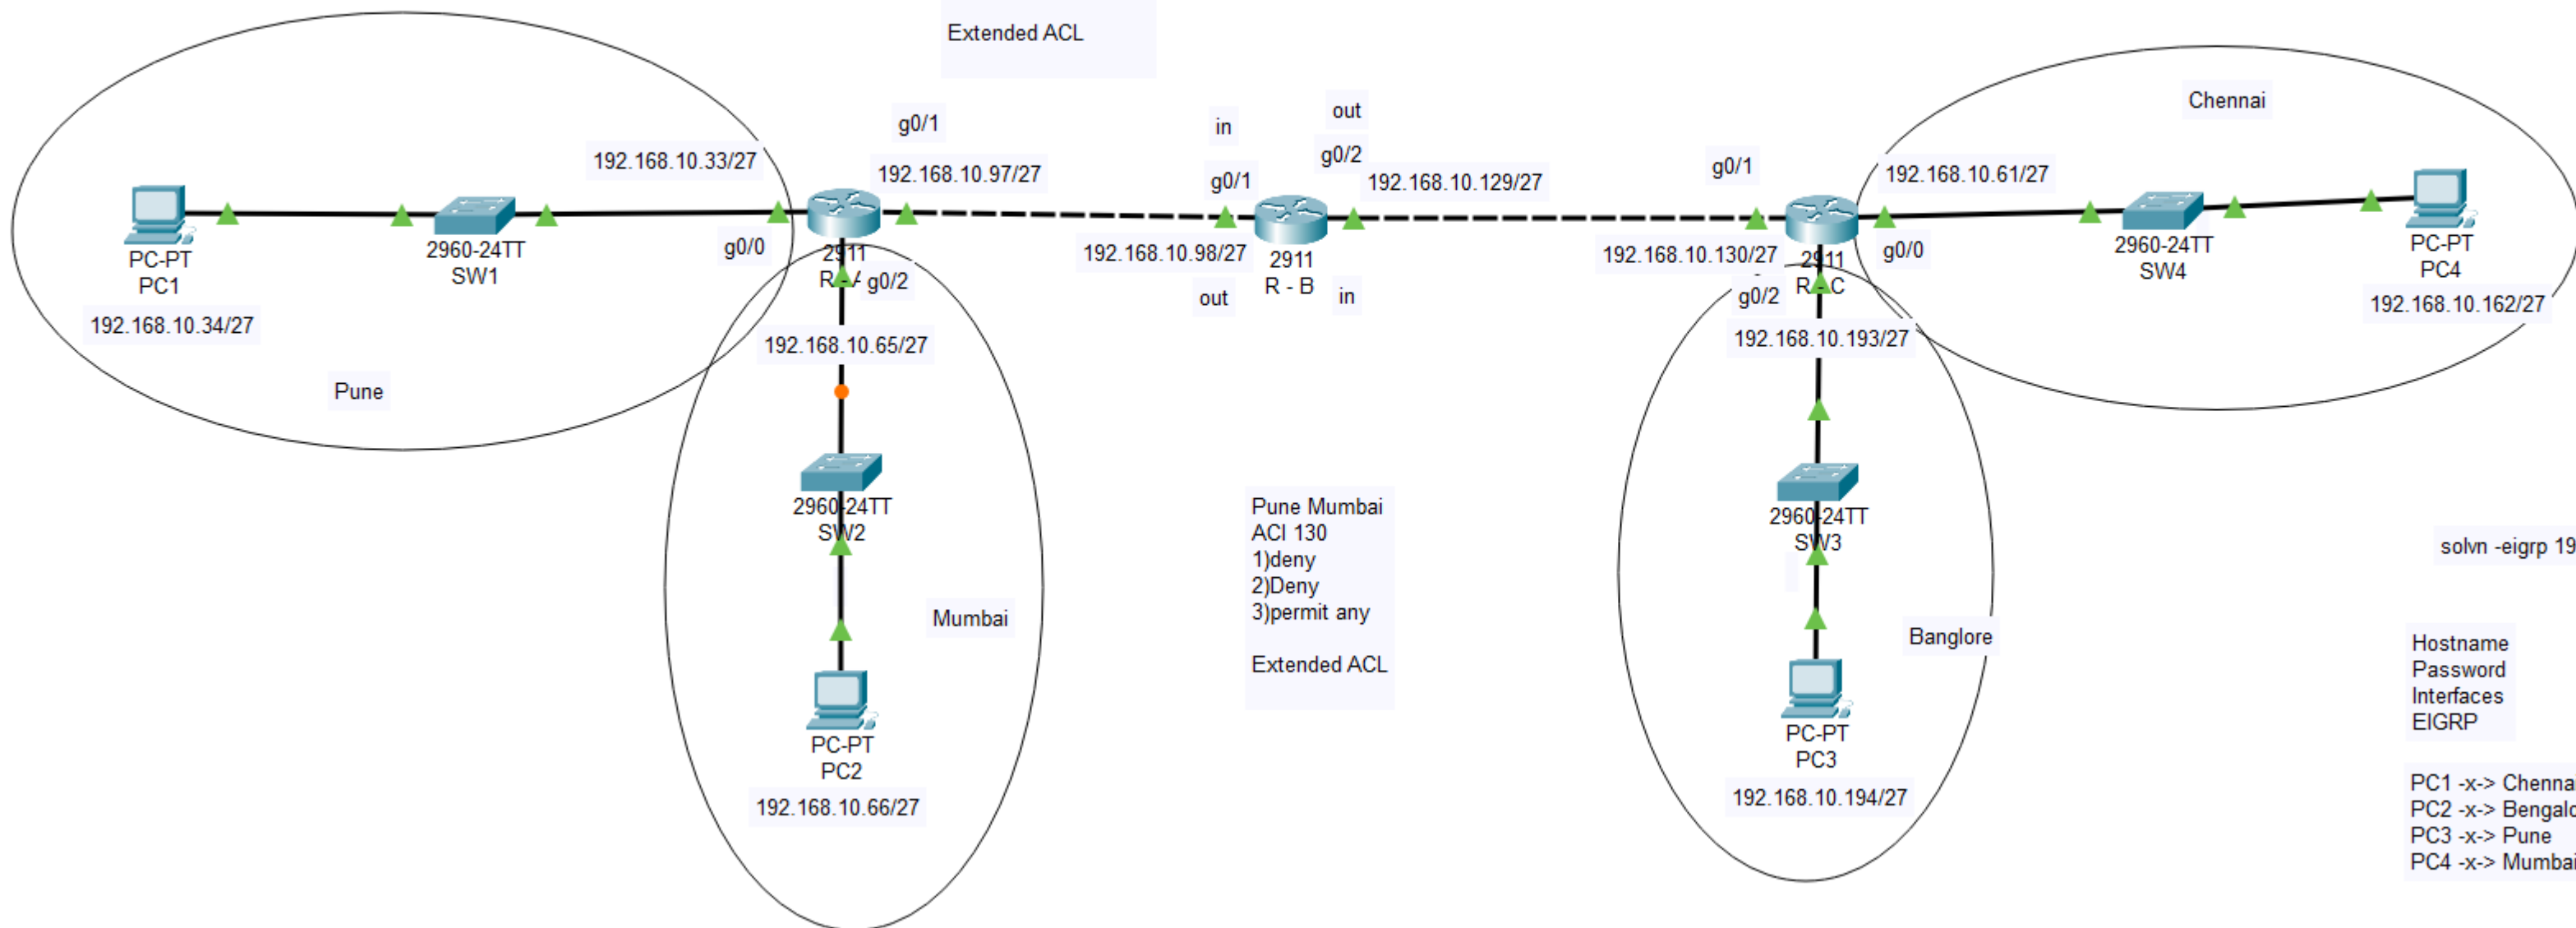 Extended ACL
Chennai
out
in
g0/1
g0/2
g0/1
192.168.10.33/27
192.168.10.97/27
g0/1
192.168.10.129/27
192.168.10.61/27
g0/0
192.168.10.98/27
192.168.10.130/27
g0/0
PC-PT
PC1
2960-24TT
SW1
2911
g0/2
2911
R - B
2911
R - C
g0/2
2960-24TT
SW4
PC-PT
PC4
out
in
192.168.10.34/27
192.168.10.162/27
192.168.10.65/27
192.168.10.193/27
Pune
2960-24TT
SW2
Pune Mumbai
ACI 130
1)deny
2)Deny
3)permit any
Extended ACL
2960-24TT
SW3
solvn -eigrp 19
Mumbai
Banglore
Hostname
Password
Interfaces
EIGRP
PC-PT
PC2
PC-PT
PC3
192.168.10.66/27
192.168.10.194/27
PC1 -x-> Chennai
PC2 -x-> Bengalo
PC3 -x-> Pune
PC4 -x-> Mumbai